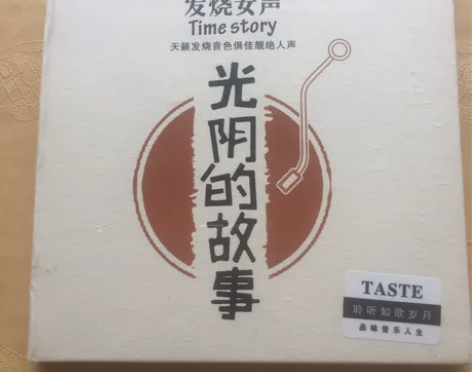 发烧女声
Time story
天籁发烧音色俱佳靓绝人声
光阴的故事
TASTE
聆听如歌岁月
品味音乐人生